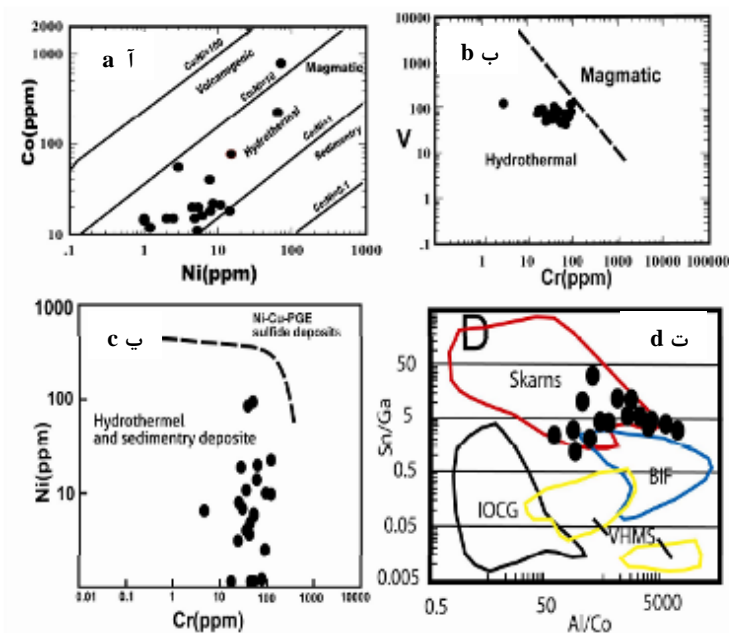 2000
1000
100
10
Co(ppm)
a آ
Co/Ni=100
Volcanogenic
Co/Ni=10
Magmatic
Hydrothermal
Co/Ni=1
Sedimentry
Co/Ni=0.1
.1
1
10
100
1000
Ni(ppm)
10000
1000
100
10
1
.1
V
b ب
Magmatic
Hydrothermal
1
10
100
1000
10000
100000
Cr(ppm)
1000
100
10
Ni(ppm)
c پ
Ni-Cu-PGE
sulfide deposits
Hydrothermel
and sedimentry deposite
0.01
0.1
1
10
100
1000
10000
Cr(ppm)
50
5
0.5
0.05
0.005
Sn/Ga
D
d ت
Skarns
BIF
IOCG
VHMS
0.5
50
5000
Al/Co